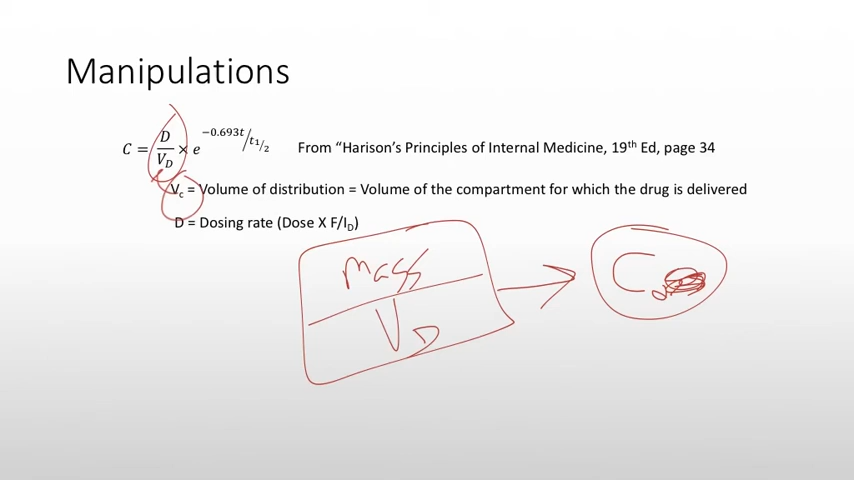 Manipulations
C = D/V_D × e^(-0.693t/t_1/2) From “Harison’s Principles of Internal Medicine, 19th Ed, page 34
V_c = Volume of distribution = Volume of the compartment for which the drug is delivered
D = Dosing rate (Dose X F/I_D)
Mass
V_D
C_0